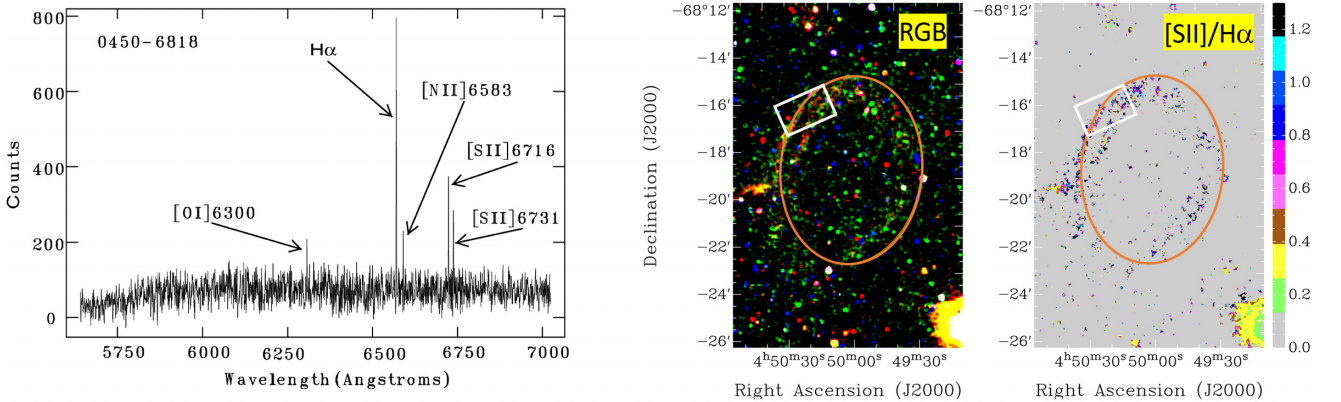 800
600
400
200
0
Counts
0450-6818
Hα
[NII]6583
[SII]6716
[OI]6300
[SII]6731
5750 6000 6250 6500 6750 7000
Wavelength(Angstroms)
RGB
−68°12′
−14′
−16′
−18′
−20′
−22′
−24′
−26′
Declination (J2000)
4ʰ50ᵐ30ˢ 50ᵐ00ˢ 49ᵐ30ˢ
Right Ascension (J2000)
[SII]/Hα
−68°12′
−14′
−16′
−18′
−20′
−22′
−24′
−26′
4ʰ50ᵐ30ˢ 50ᵐ00ˢ 49ᵐ30ˢ
Right Ascension (J2000)
1.2
1.0
0.8
0.6
0.4
0.2
0.0